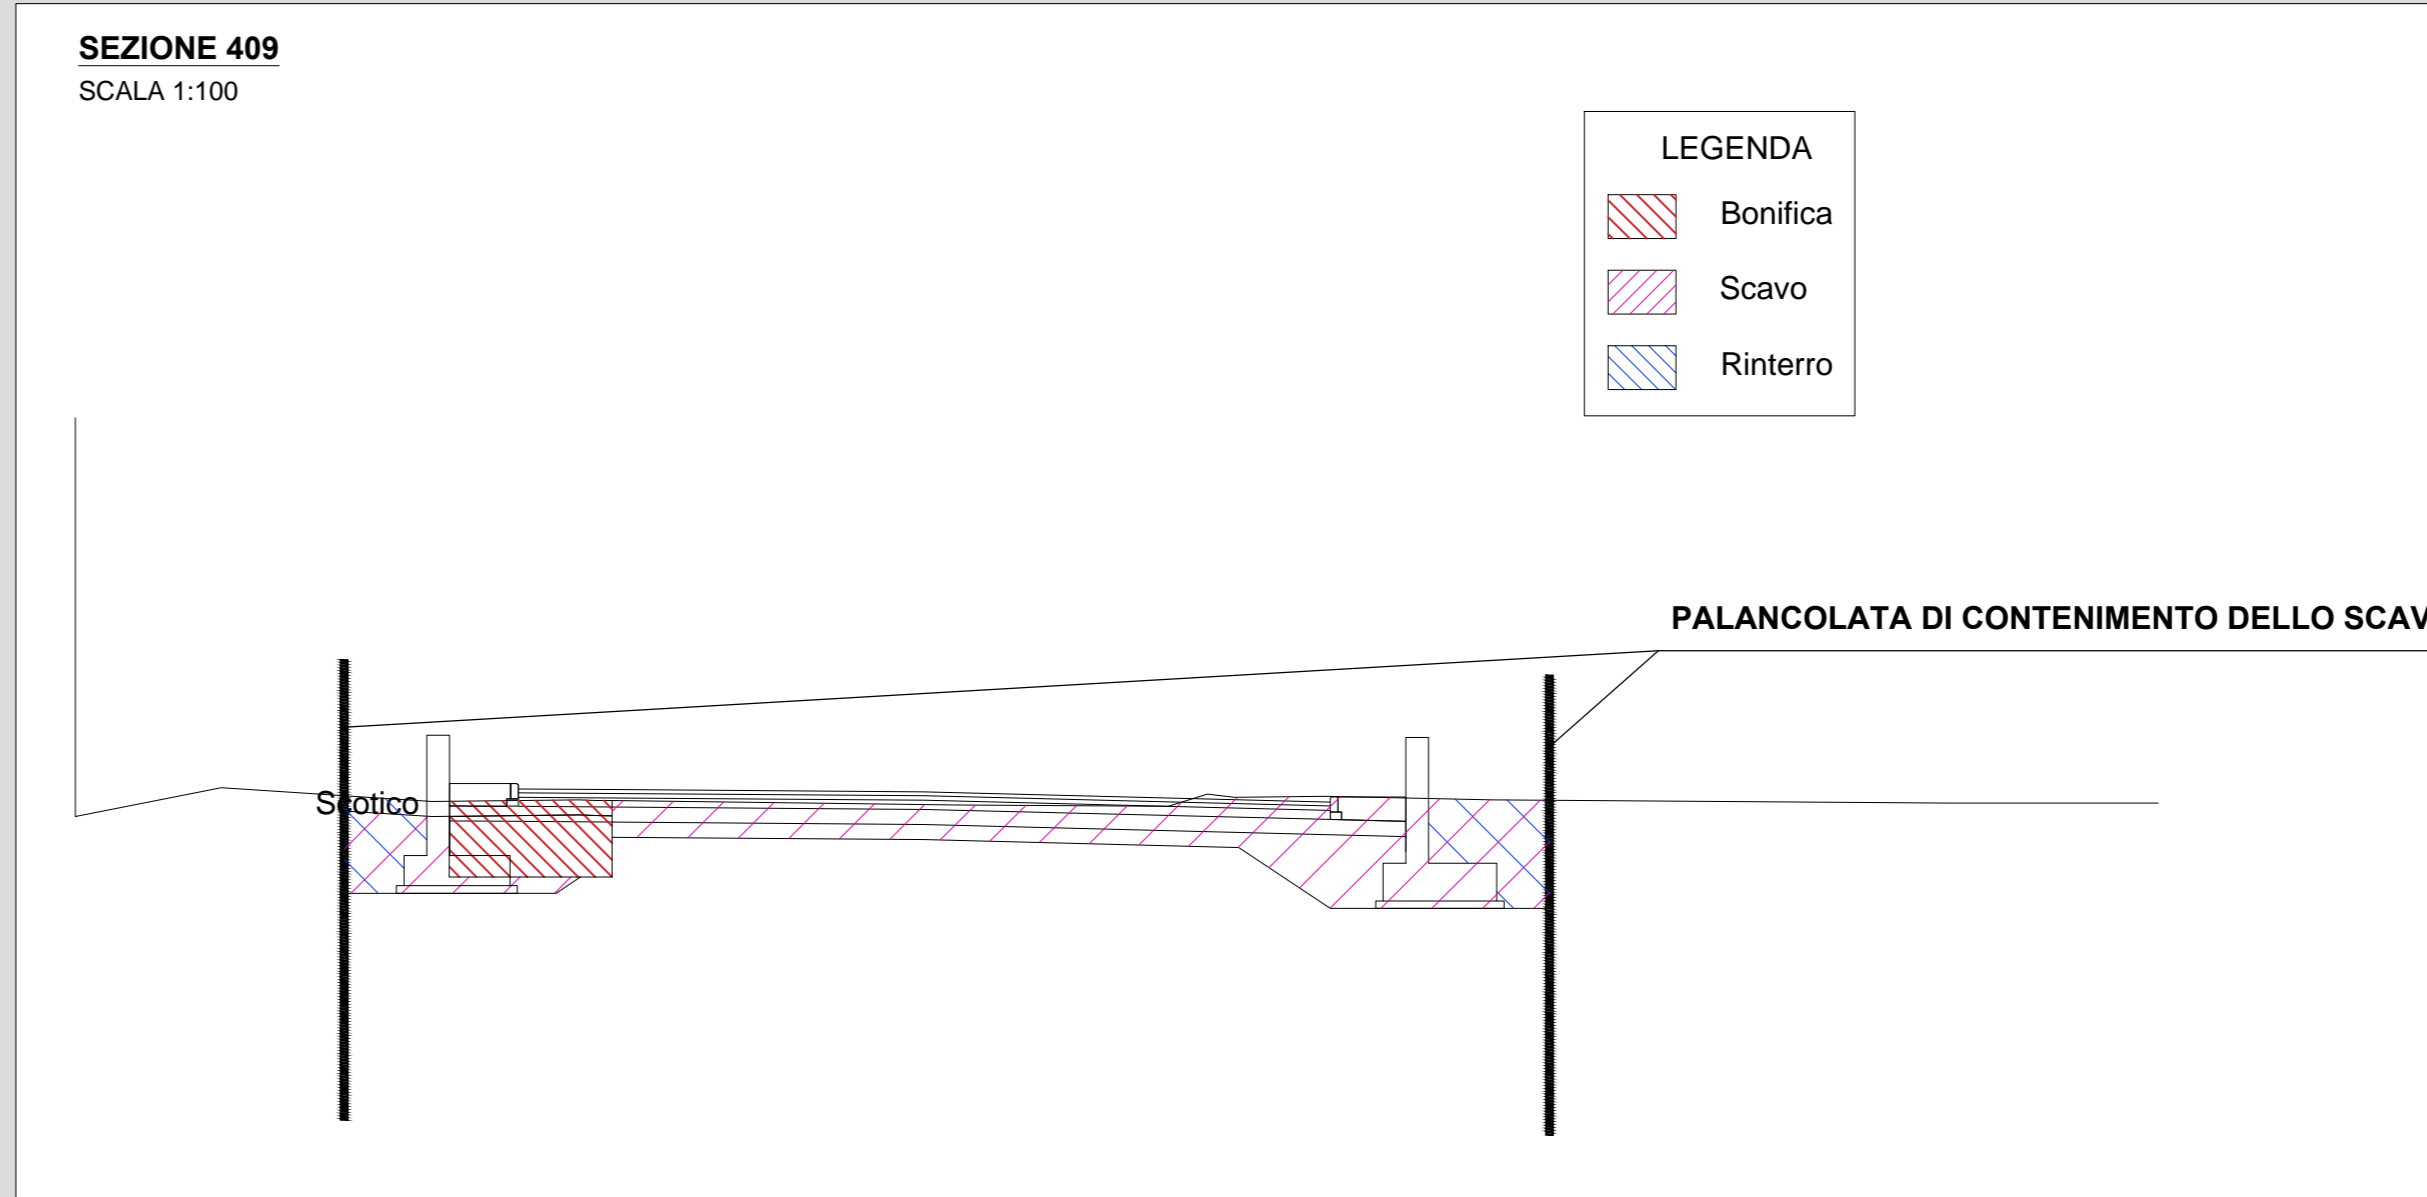 SEZIONE 409
SCALA 1:100
LEGENDA
Bonifica
Scavo
Rinterro
PALANCOLATA DI CONTENIMENTO DELLO SCAV
Scotico